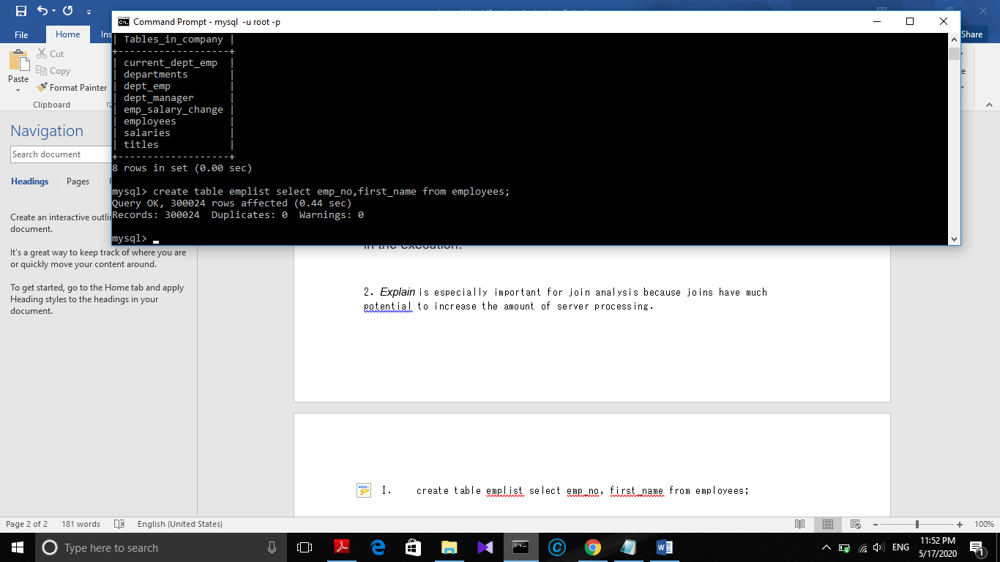 Command Prompt - mysql  -u root -p
File
Home
Ins
Share
Cut
Copy
Paste
Format Painter
Clipboard
| Tables_in_company |
+-------------------+
| current_dept_emp  |
| departments       |
| dept_emp          |
| dept_manager      |
| emp_salary_change |
| employees         |
| salaries          |
| titles            |
+-------------------+
8 rows in set (0.00 sec)
mysql> create table emplist select emp_no,first_name from employees;
Query OK, 300024 rows affected (0.44 sec)
Records: 300024  Duplicates: 0  Warnings: 0
mysql>
Navigation
Search document
Headings
Pages
Create an interactive outli
document.
It's a great way to keep track of where you are
or quickly move your content around.
To get started, go to the Home tab and apply
Heading styles to the headings in your
document.
in the execution.
2. Explain is especially important for join analysis because joins have much
potential to increase the amount of server processing.
I. create table emplist select emp_no, first_name from employees;
Page 2 of 2
181 words
English (United States)
100%
Type here to search
ENG
11:52 PM
5/17/2020
1